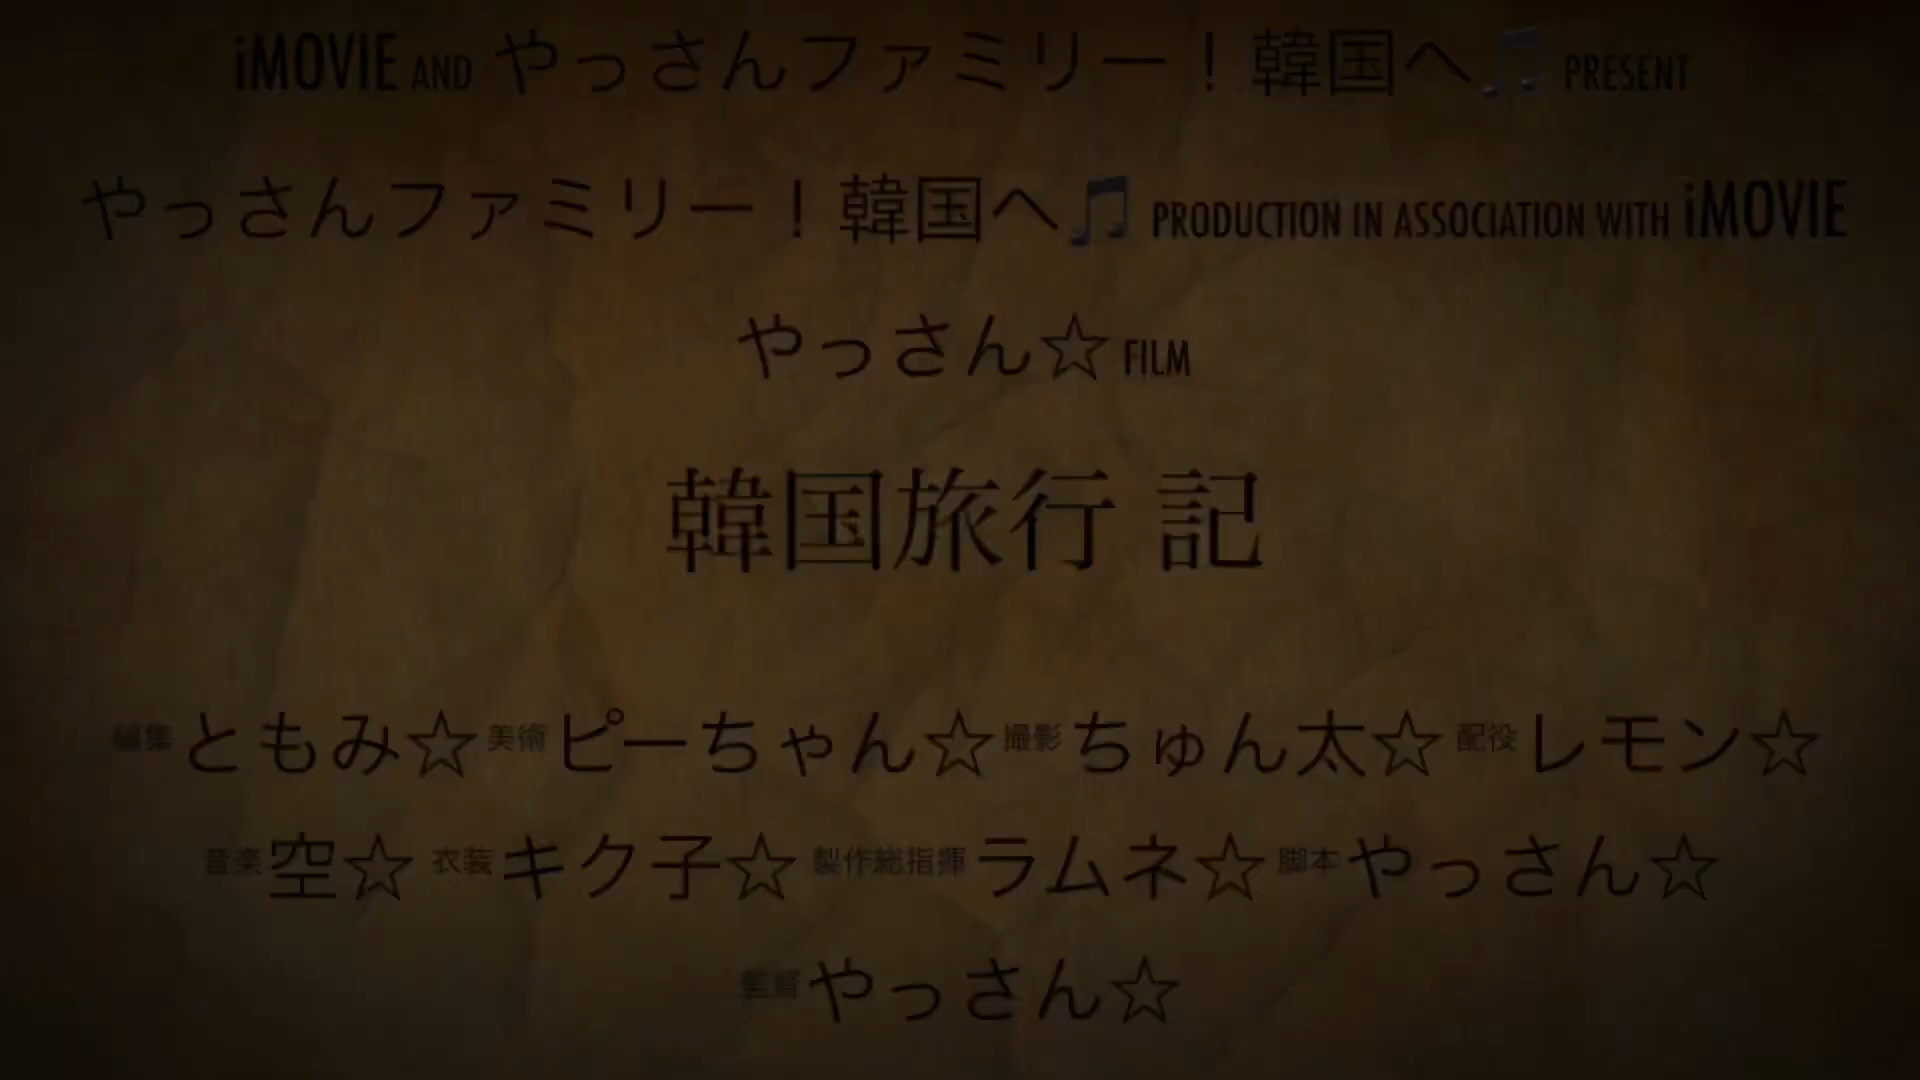 iMOVIE AND やっさんファミリー！韓国へ🎵 PRESENT
やっさんファミリー！韓国へ🎵 PRODUCTION IN ASSOCIATION WITH iMOVIE
やっさん☆ FILM
韓国旅行 記
編集 ともみ☆ 美術 ピーちゃん☆ 撮影 ちゅん太☆ 配役 レモン☆
音楽 空☆ 衣装 キク子☆ 製作総指揮 ラムネ☆ 脚本 やっさん☆
監督 やっさん☆